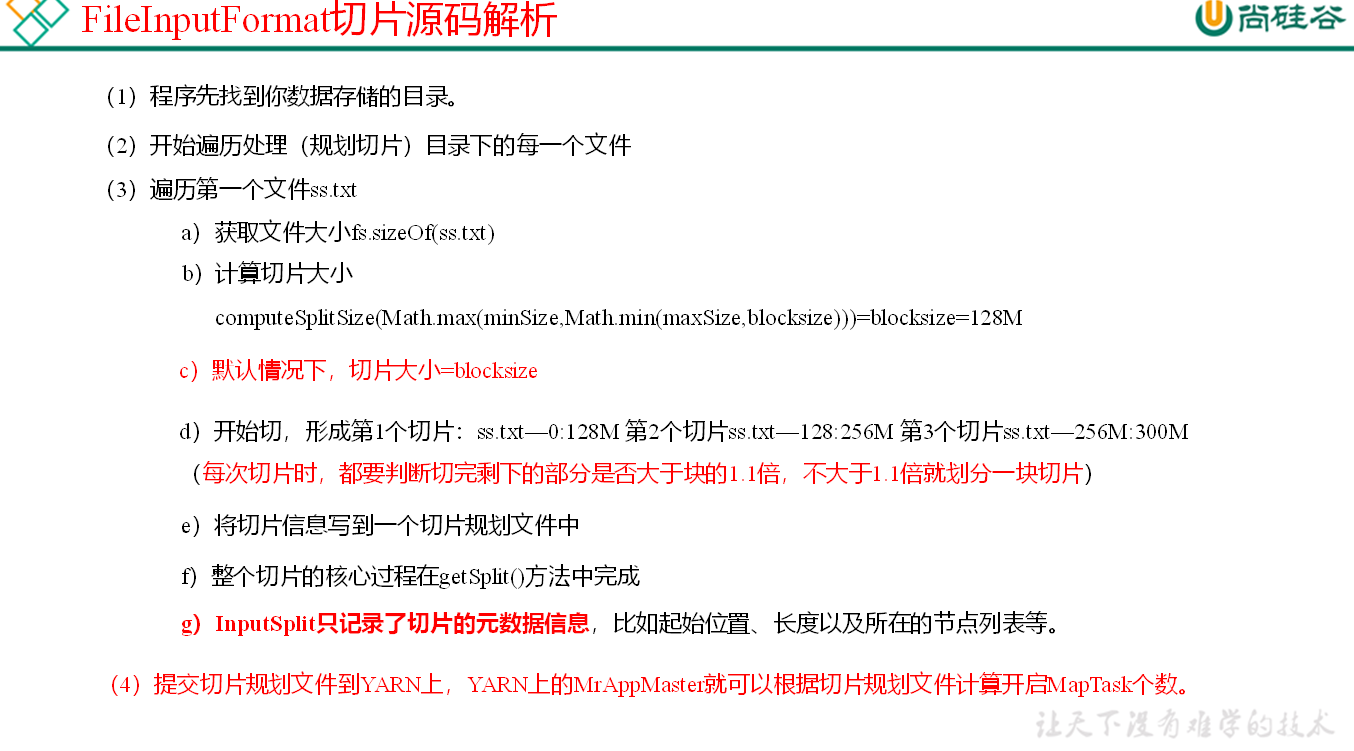 FileInputFormat切片源码解析
尚硅谷
（1）程序先找到你数据存储的目录。
（2）开始遍历处理（规划切片）目录下的每一个文件
（3）遍历第一个文件ss.txt
a）获取文件大小fs.sizeOf(ss.txt)
b）计算切片大小
computeSplitSize(Math.max(minSize,Math.min(maxSize,blocksize)))=blocksize=128M
c）默认情况下，切片大小=blocksize
d）开始切，形成第1个切片：ss.txt—0:128M 第2个切片ss.txt—128:256M 第3个切片ss.txt—256M:300M
（每次切片时，都要判断切完剩下的部分是否大于块的1.1倍，不大于1.1倍就划分一块切片）
e）将切片信息写到一个切片规划文件中
f）整个切片的核心过程在getSplit()方法中完成
g）InputSplit只记录了切片的元数据信息，比如起始位置、长度以及所在的节点列表等。
（4）提交切片规划文件到YARN上，YARN上的MrAppMaster就可以根据切片规划文件计算开启MapTask个数。
让天下没有难学的技术